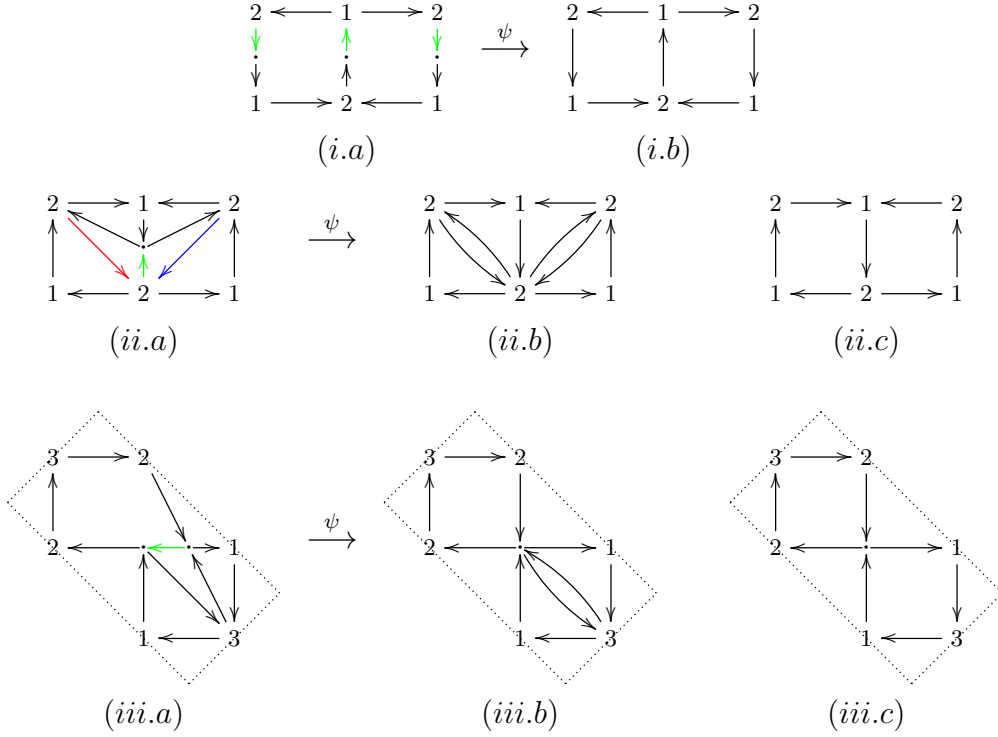 2 1 2 ψ 2 1 2
1 2 1 1 2 1
(i.a) (i.b)
2 1 2 ψ 2 1 2 2 1 2
1 2 1 1 2 1 1 2 1
(ii.a) (ii.b) (ii.c)
3 2 3 2 3 2
2 1 ψ 2 1 2 1
1 3 1 3 1 3
(iii.a) (iii.b) (iii.c)